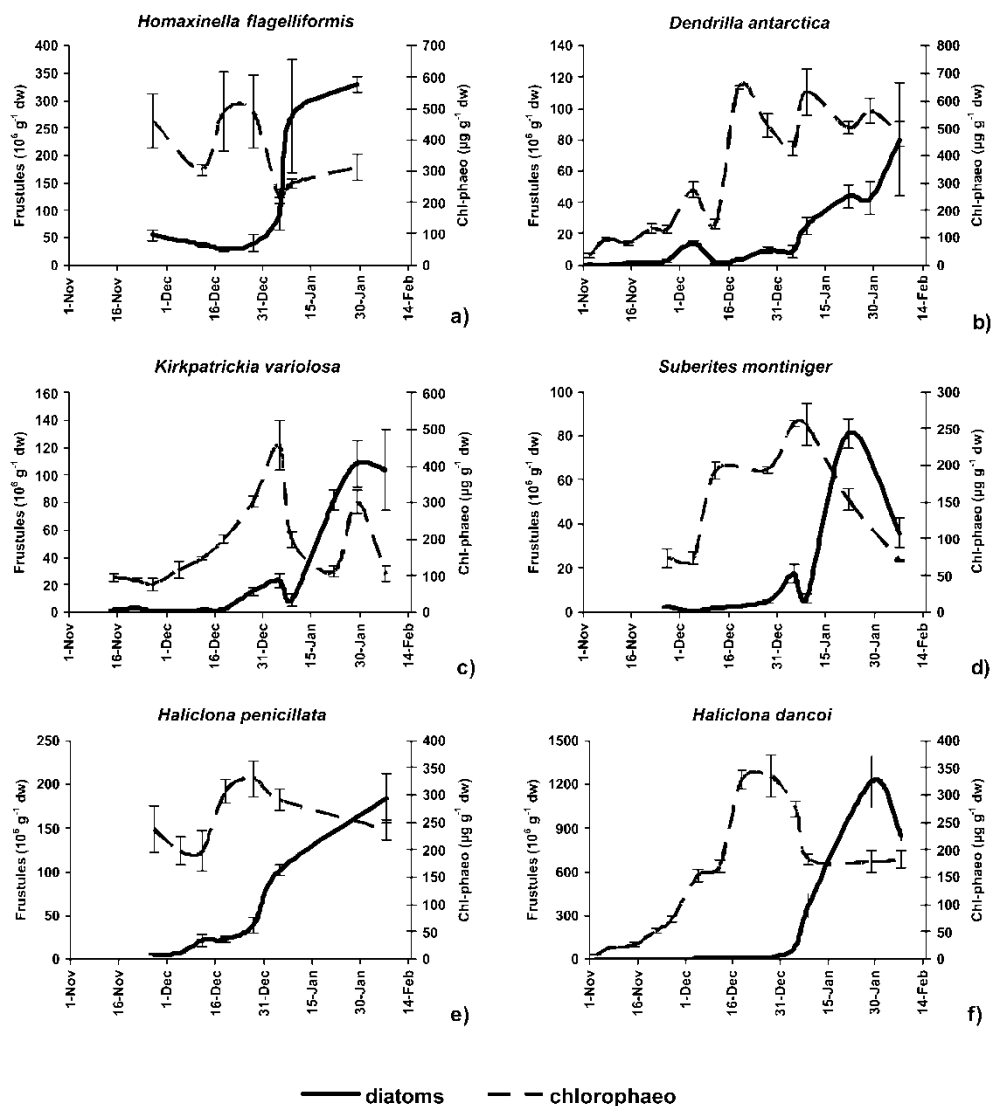 Homaxinella flagelliformis
Frustules (10⁶ g⁻¹ dw)
400
350
300
250
200
150
100
50
0
700
600
500
400
300
200
100
0
Chl-phaeo (µg g⁻¹ dw)
1-Nov
16-Nov
1-Dec
16-Dec
31-Dec
15-Jan
30-Jan
14-Feb
a)
Dendrilla antarctica
Frustules (10⁶ g⁻¹ dw)
140
120
100
80
60
40
20
0
800
700
600
500
400
300
200
100
0
Chl-phaeo (µg g⁻¹ dw)
1-Nov
16-Nov
1-Dec
16-Dec
31-Dec
15-Jan
30-Jan
14-Feb
b)
Kirkpatrickia variolosa
Frustules (10⁶ g⁻¹ dw)
160
140
120
100
80
60
40
20
0
600
500
400
300
200
100
0
Chl-phaeo (µg g⁻¹ dw)
1-Nov
16-Nov
1-Dec
16-Dec
31-Dec
15-Jan
30-Jan
14-Feb
c)
Suberites montiniger
Frustules (10⁶ g⁻¹ dw)
100
80
60
40
20
0
300
250
200
150
100
50
0
Chl-phaeo (µg g⁻¹ dw)
1-Nov
16-Nov
1-Dec
16-Dec
31-Dec
15-Jan
30-Jan
14-Feb
d)
Haliclona penicillata
Frustules (10⁶ g⁻¹ dw)
250
200
150
100
50
0
400
350
300
250
200
150
100
50
0
Chl-phaeo (µg g⁻¹ dw)
1-Nov
16-Nov
1-Dec
16-Dec
31-Dec
15-Jan
30-Jan
14-Feb
e)
Haliclona dancoi
Frustules (10⁶ g⁻¹ dw)
1500
1200
900
600
300
0
400
350
300
250
200
150
100
50
0
Chl-phaeo (µg g⁻¹ dw)
1-Nov
16-Nov
1-Dec
16-Dec
31-Dec
15-Jan
30-Jan
14-Feb
f)
diatoms
chlorophaeo